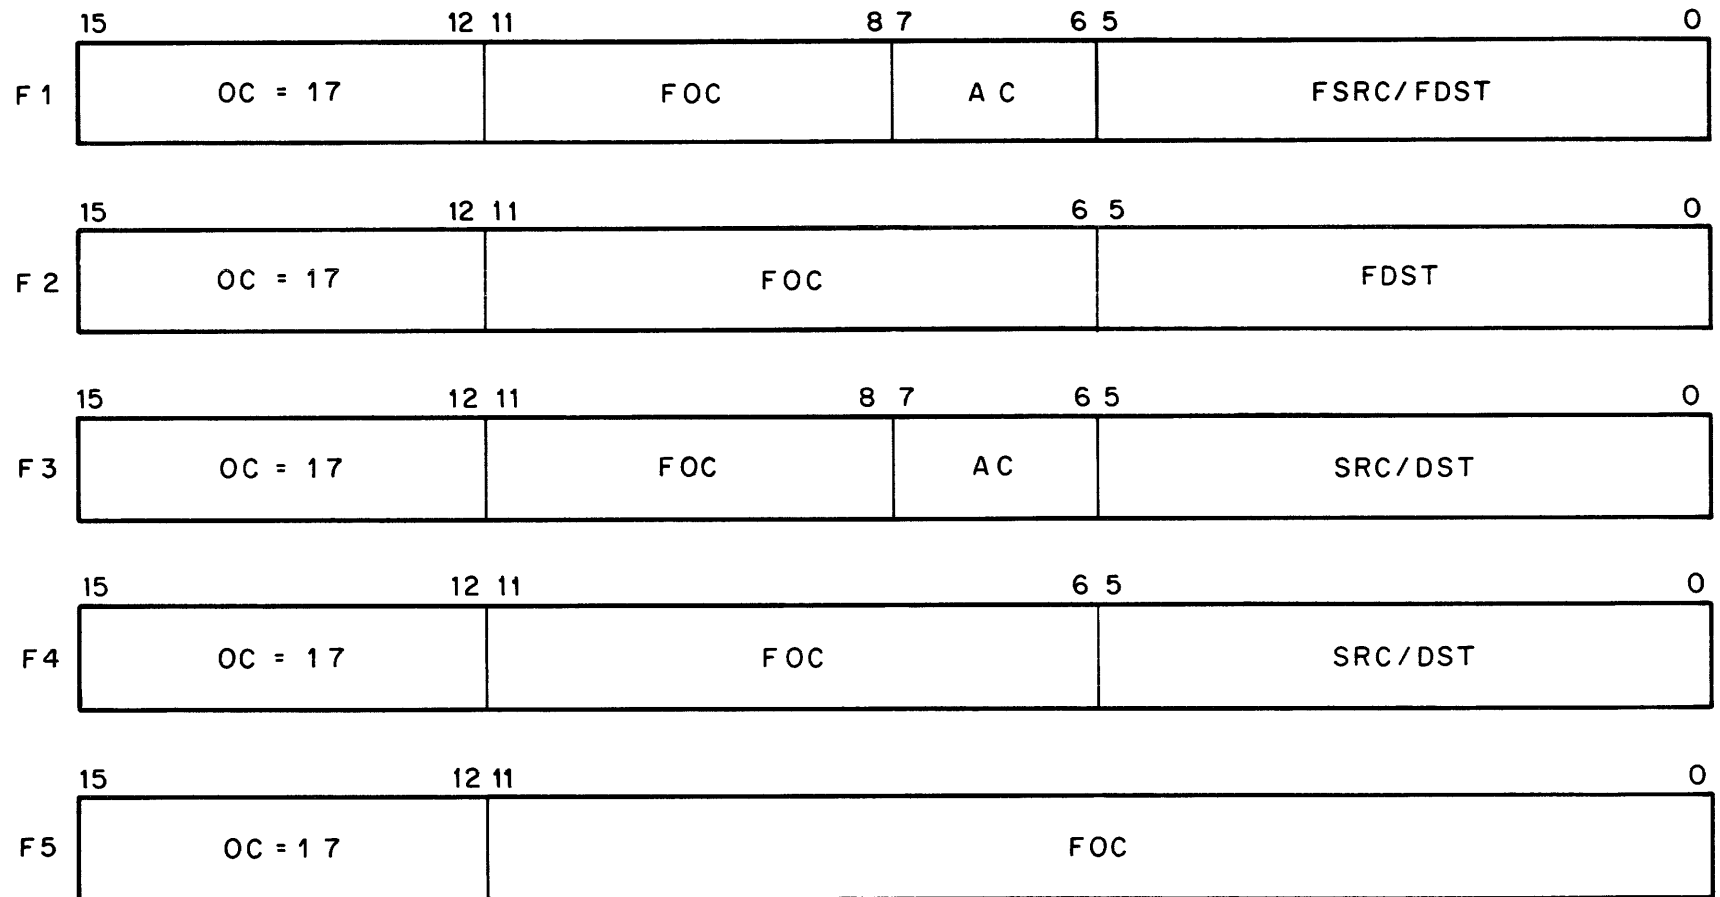 15 12 11 8 7 6 5 0
F1 OC = 17 FOC AC FSRC/FDST
15 12 11 6 5 0
F2 OC = 17 FOC FDST
15 12 11 8 7 6 5 0
F3 OC = 17 FOC AC SRC/DST
15 12 11 6 5 0
F4 OC = 17 FOC SRC/DST
15 12 11 0
F5 OC = 17 FOC